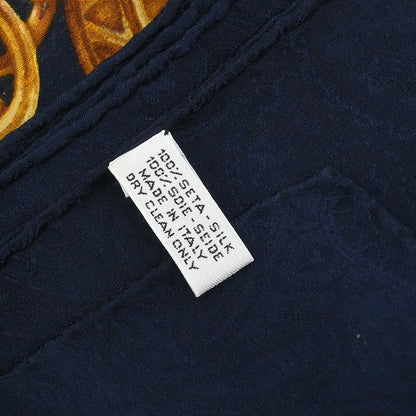 100% SETA - SILK
100% SOIE - SEIDE
MADE IN ITALY
DRY CLEAN ONLY